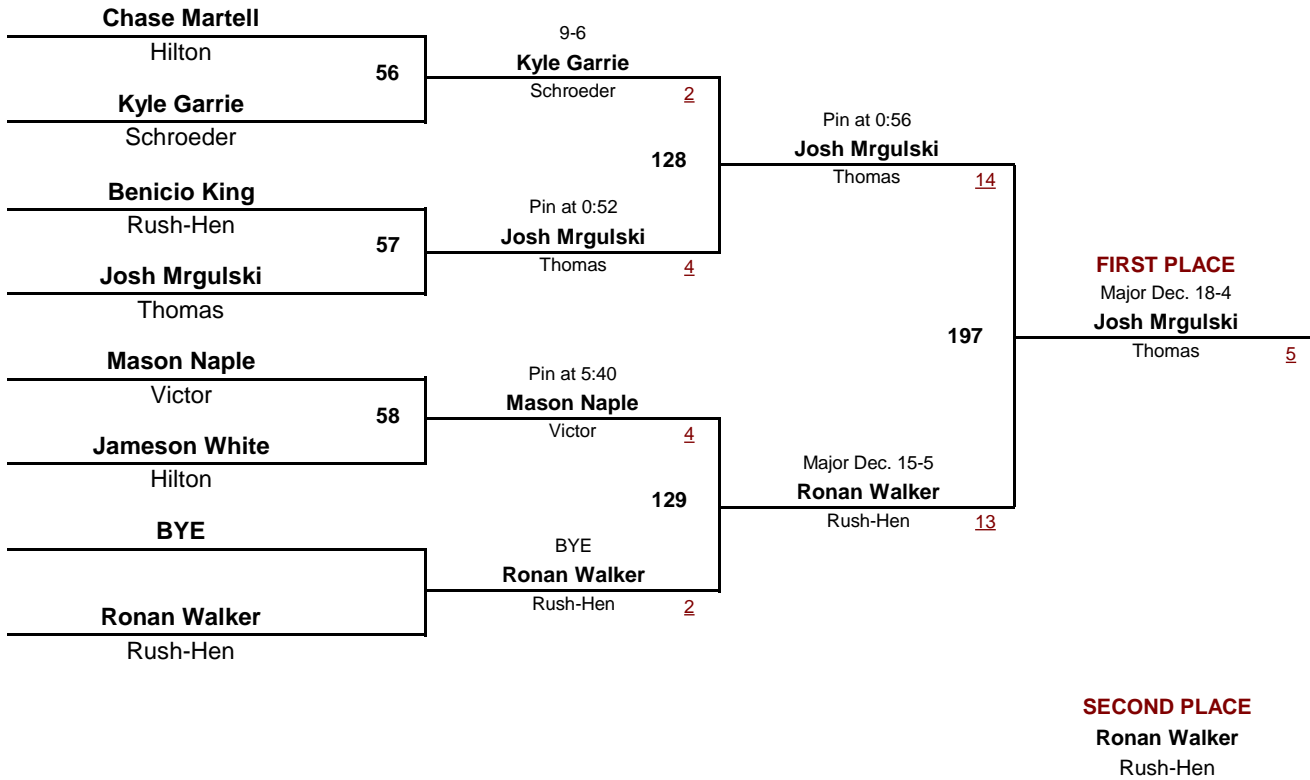 Chase Martell
Hilton
56
Kyle Garrie
Schroeder
Benicio King
Rush-Hen
57
Josh Mrgulski
Thomas
Mason Naple
Victor
58
Jameson White
Hilton
BYE
Ronan Walker
Rush-Hen
9-6
Kyle Garrie
Schroeder 2
128
Pin at 0:52
Josh Mrgulski
Thomas 4
Pin at 5:40
Mason Naple
Victor 4
129
BYE
Ronan Walker
Rush-Hen 2
Pin at 0:56
Josh Mrgulski
Thomas 14
197
Major Dec. 15-5
Ronan Walker
Rush-Hen 13
FIRST PLACE
Major Dec. 18-4
Josh Mrgulski
Thomas 5
SECOND PLACE
Ronan Walker
Rush-Hen